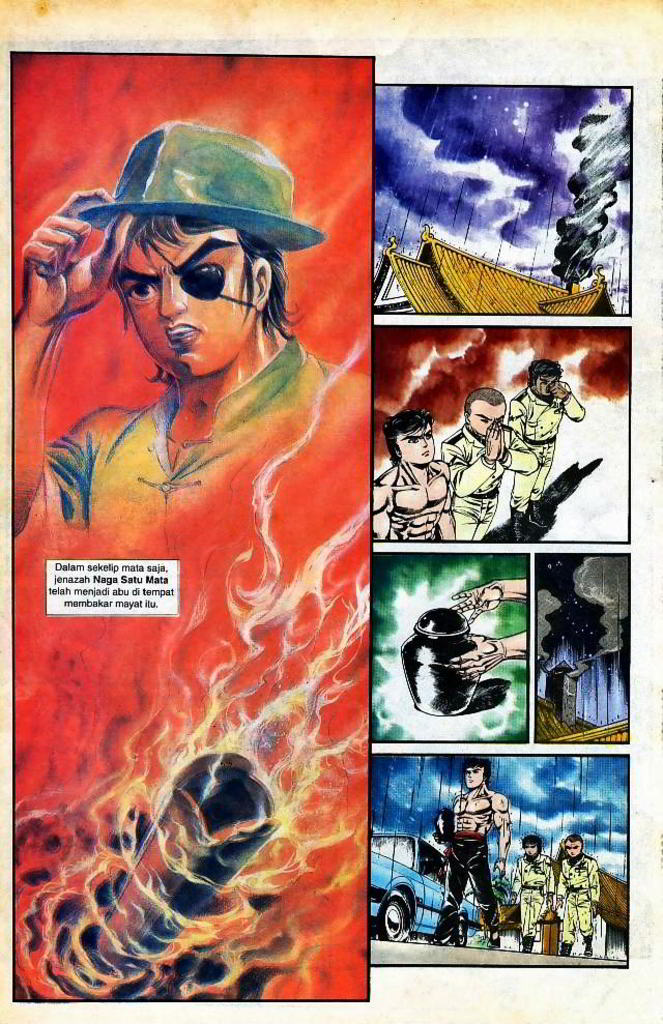 Dalam sekelip mata saja,
jenazah Naga Satu Mata
telah menjadi abu di tempat
membakar mayat itu.